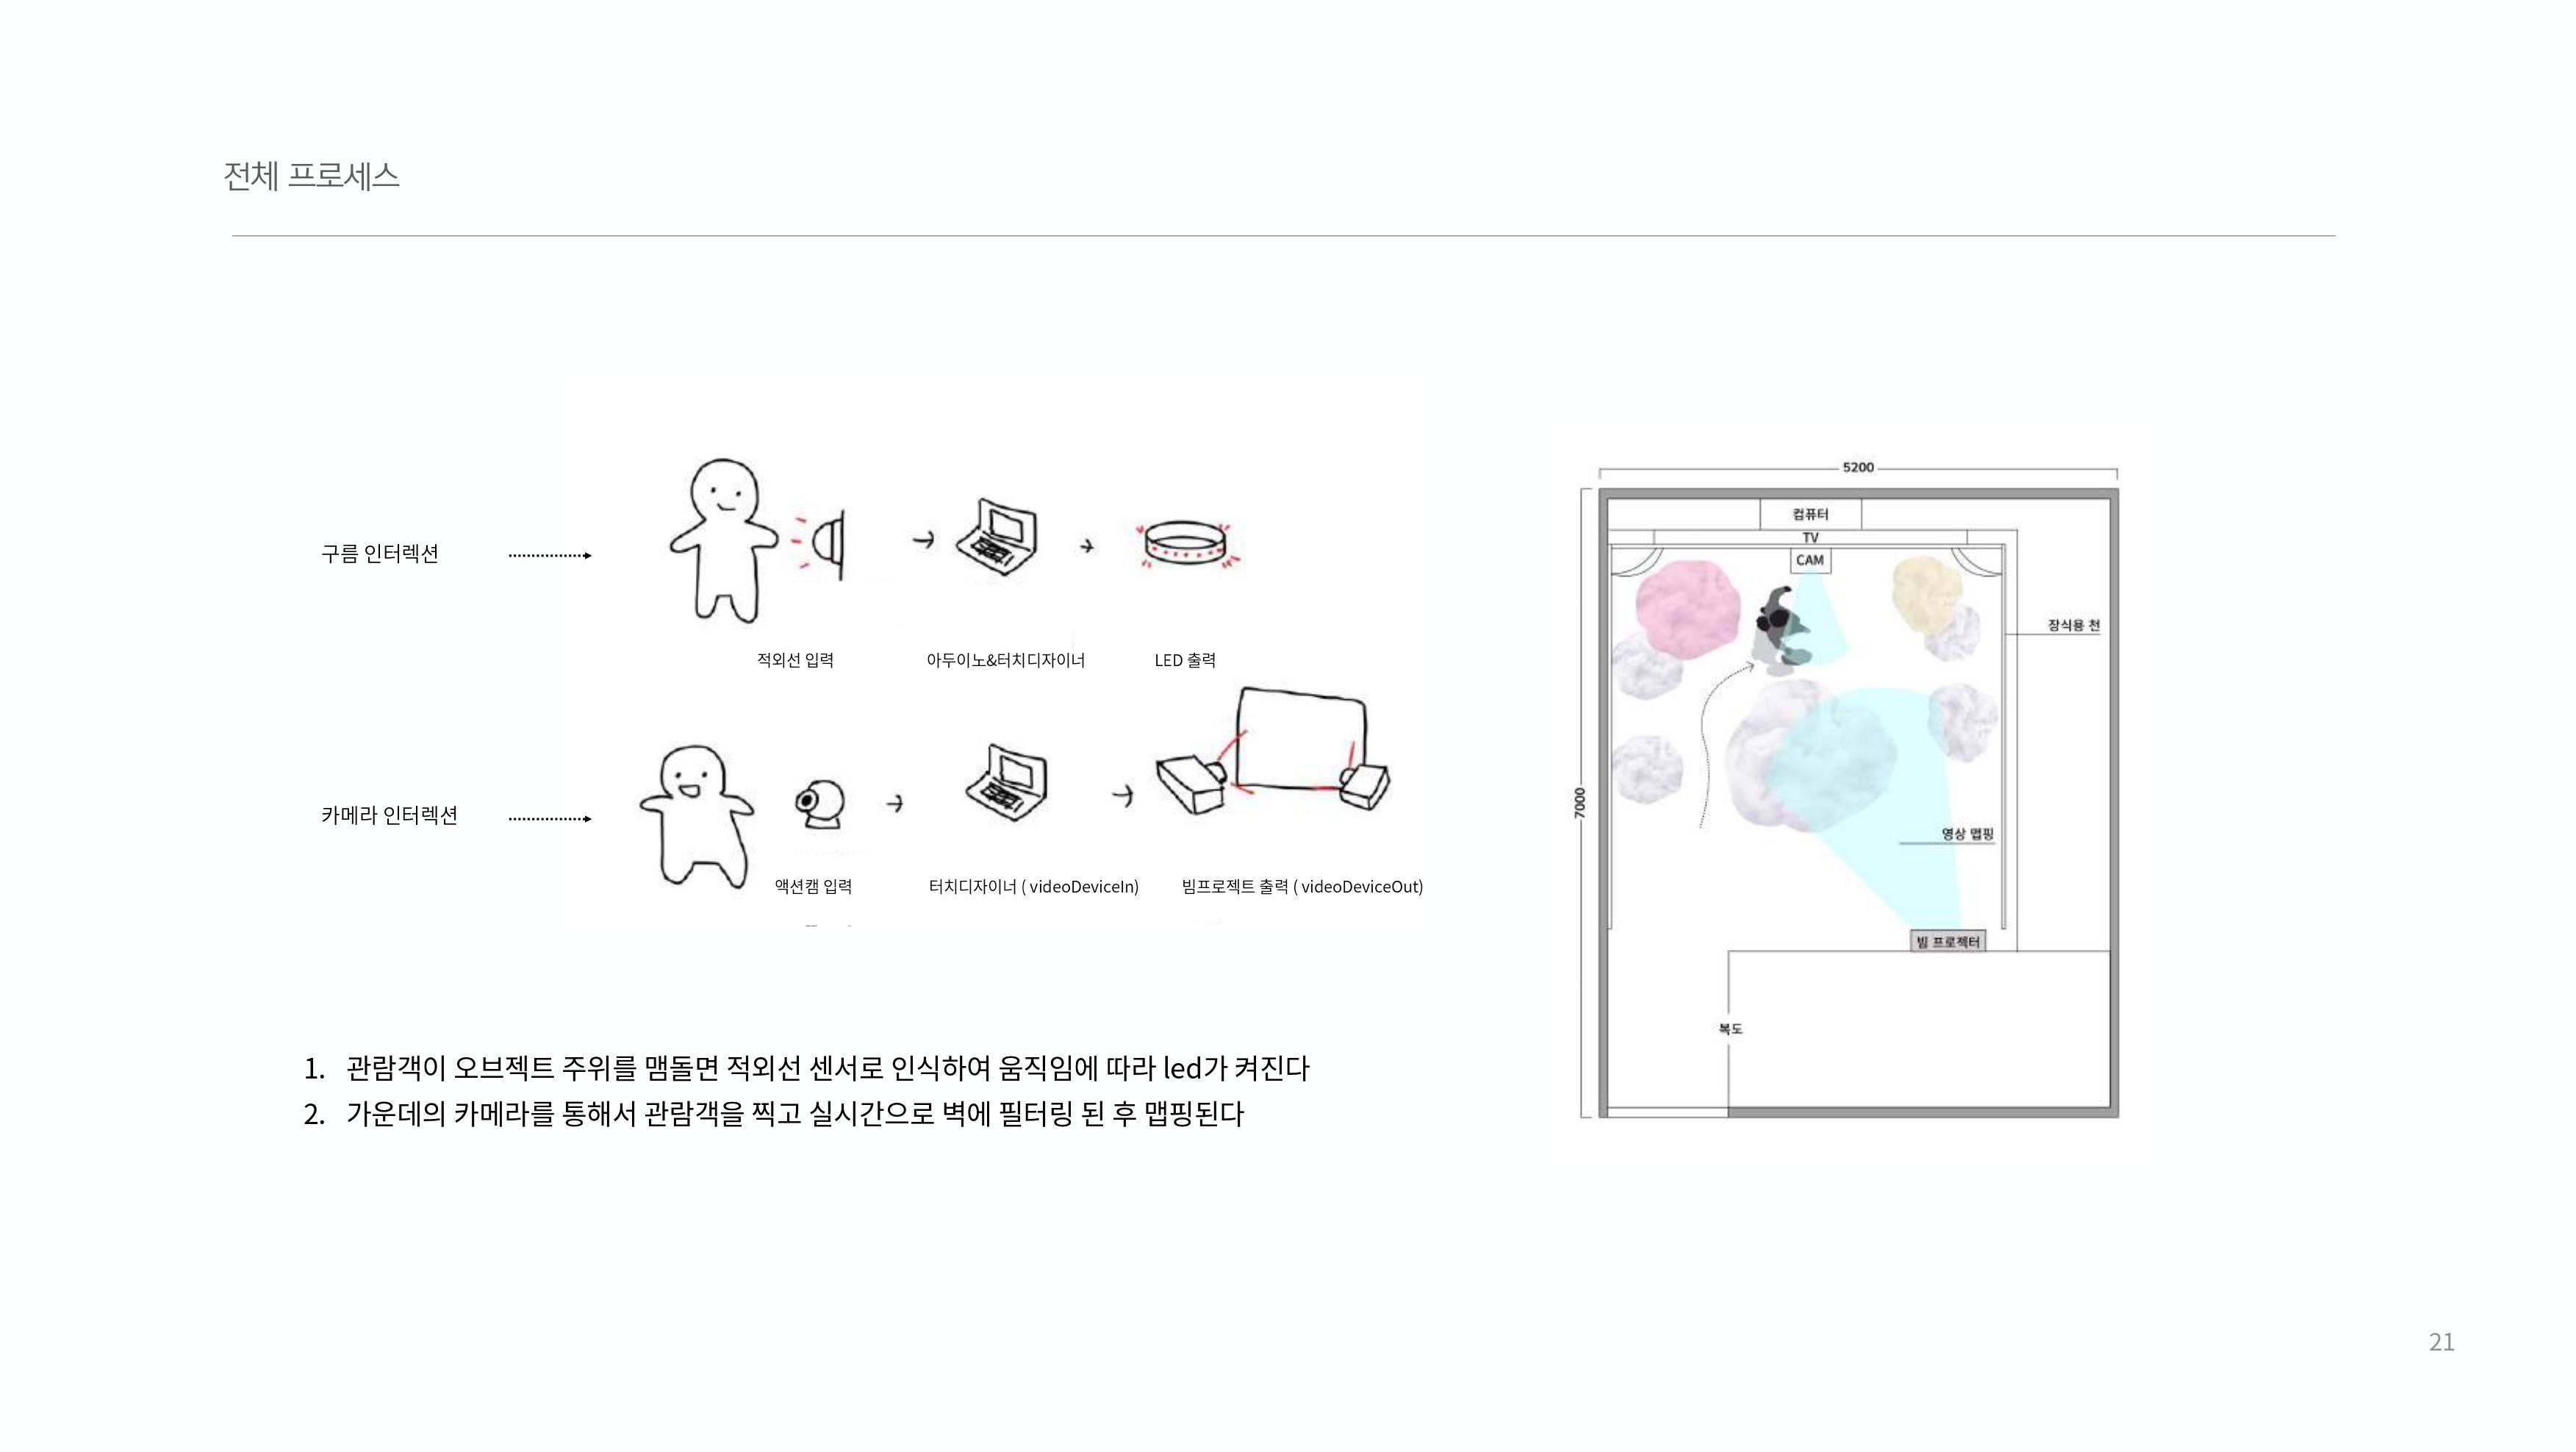 전체 프로세스
구름 인터렉션
적외선 입력
아두이노&터치디자이너
LED 출력
카메라 인터렉션
액션캠 입력
터치디자이너 ( videoDeviceIn)
빔프로젝트 출력 ( videoDeviceOut)
1. 관람객이 오브젝트 주위를 맴돌면 적외선 센서로 인식하여 움직임에 따라 led가 켜진다
2. 가운데의 카메라를 통해서 관람객을 찍고 실시간으로 벽에 필터링 된 후 맵핑된다
5200
7000
컴퓨터
TV
CAM
장식용 천
영상 맵핑
빔 프로젝터
복도
21